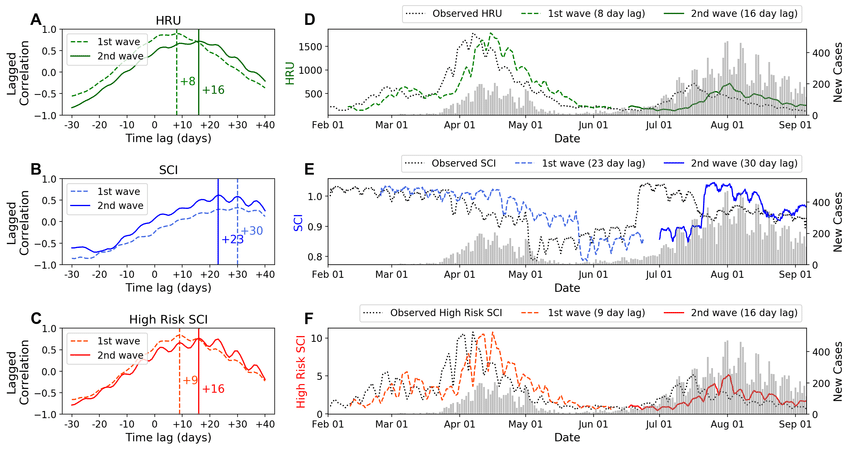 A
HRU
1st wave
2nd wave
+8
+16
1.0
0.5
0.0
−0.5
−1.0
Lagged
Correlation
-30 -20 -10 0 +10 +20 +30 +40
Time lag (days)
D
Observed HRU 1st wave (8 day lag) 2nd wave (16 day lag)
1500
1000
500
HRU
400
200
0
New Cases
Feb 01 Mar 01 Apr 01 May 01 Jun 01 Jul 01 Aug 01 Sep 01
Date
B
SCI
1st wave
2nd wave
+23
+30
1.0
0.5
0.0
−0.5
−1.0
Lagged
Correlation
-30 -20 -10 0 +10 +20 +30 +40
Time lag (days)
E
Observed SCI 1st wave (23 day lag) 2nd wave (30 day lag)
1.0
0.9
0.8
SCI
400
200
0
New Cases
Feb 01 Mar 01 Apr 01 May 01 Jun 01 Jul 01 Aug 01 Sep 01
Date
C
High Risk SCI
1st wave
2nd wave
+9
+16
1.0
0.5
0.0
−0.5
−1.0
Lagged
Correlation
-30 -20 -10 0 +10 +20 +30 +40
Time lag (days)
F
Observed High Risk SCI 1st wave (9 day lag) 2nd wave (16 day lag)
10
5
0
High Risk SCI
400
200
0
New Cases
Feb 01 Mar 01 Apr 01 May 01 Jun 01 Jul 01 Aug 01 Sep 01
Date